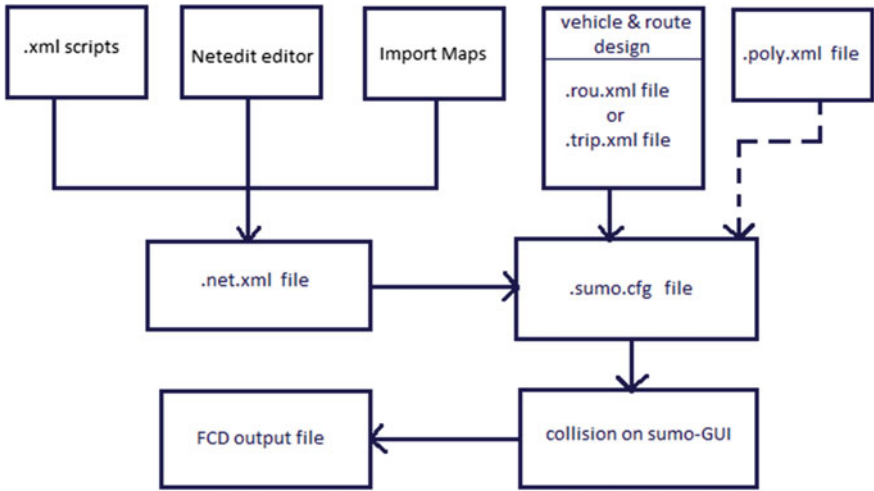 .xml scripts
Netedit editor
Import Maps
vehicle & route
design
.rou.xml file
or
.trip.xml file
.poly.xml file
.net.xml file
.sumo.cfg file
FCD output file
collision on sumo-GUI